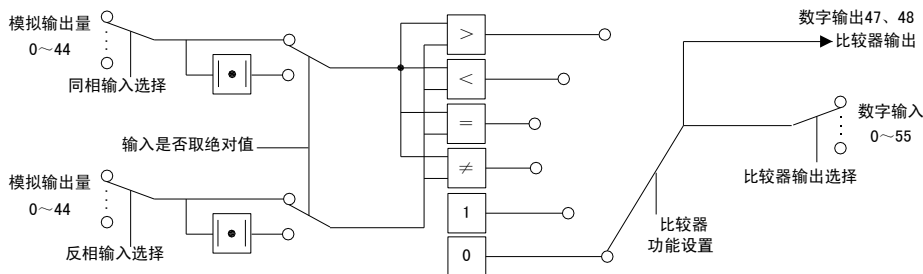 模拟输出量
0～44
同相输入选择
输入是否取绝对值
模拟输出量
0～44
反相输入选择
>
<
=
≠
1
0
数字输出47、48
比较器输出
数字输入
0～55
比较器输出选择
比较器
功能设置